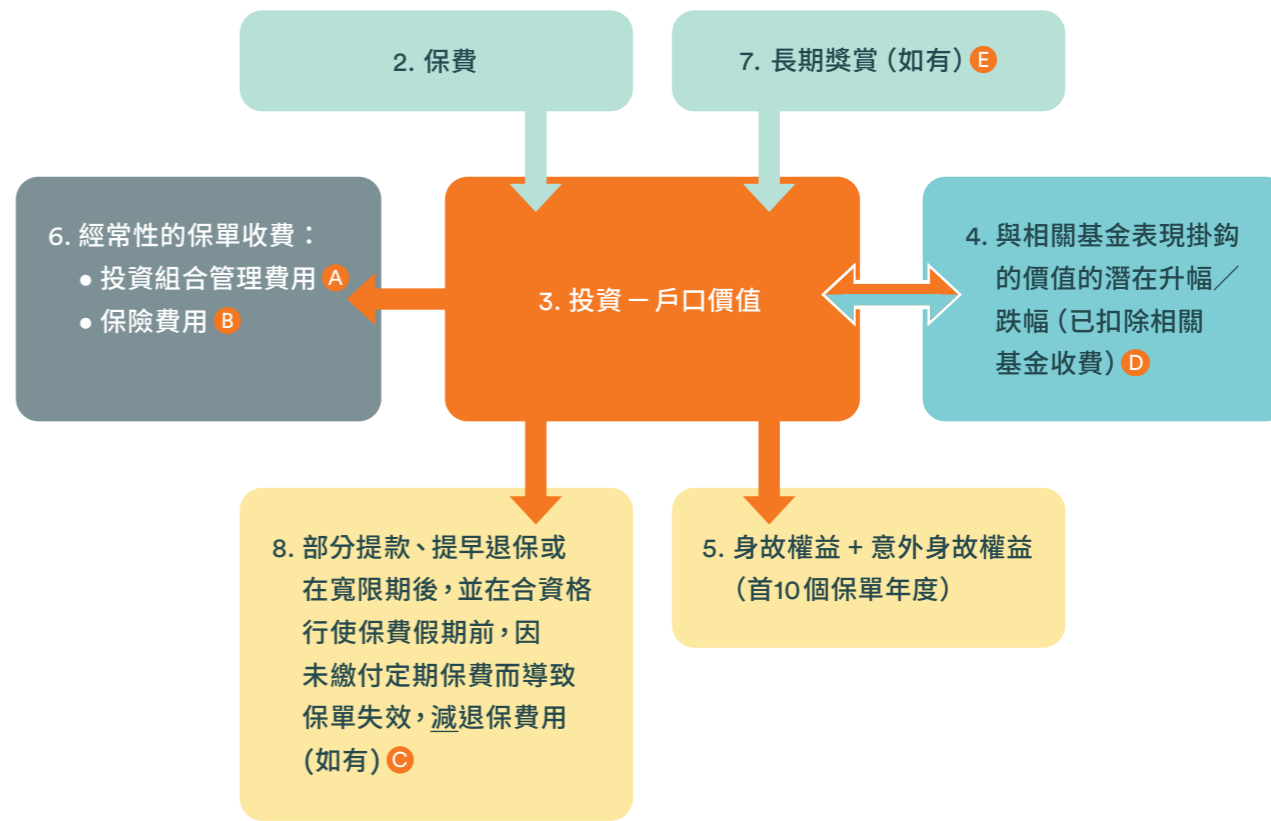 2. 保費
7. 長期獎賞（如有）E
6. 經常性的保單收費：
• 投資組合管理費用 A
• 保險費用 B
3. 投資 － 戶口價值
4. 與相關基金表現掛鈎
的價值的潛在升幅／
跌幅（已扣除相關
基金收費）D
8. 部分提款、提早退保或
在寬限期後，並在合資格
行使保費假期前，因
未繳付定期保費而導致
保單失效，減退保費用
(如有) C
5. 身故權益 + 意外身故權益
（首10個保單年度）